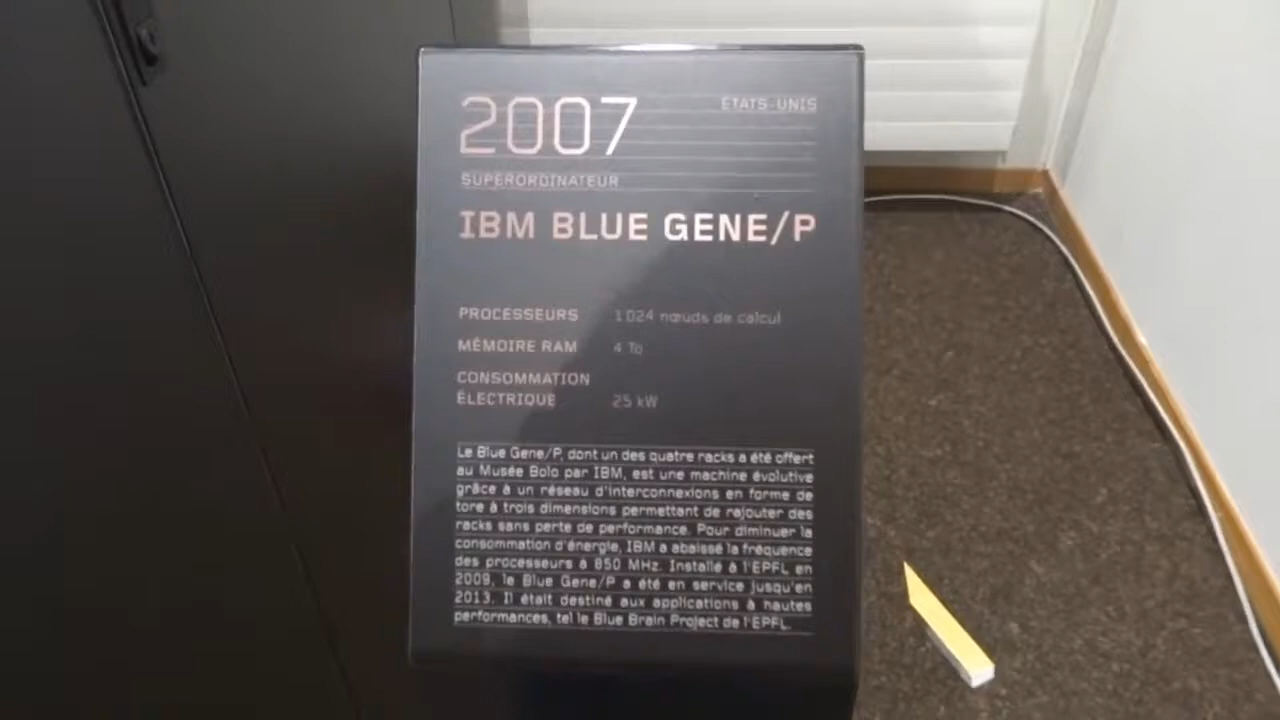 2007
ÉTATS-UNIS
SUPERORDINATEUR
IBM BLUE GENE/P
PROCESSEURS 1 024 nœuds de calcul
MÉMOIRE RAM 4 To
CONSOMMATION
ÉLECTRIQUE 25 kW
Le Blue Gene/P, dont un des quatre racks a été offert
au Musée Bolo par IBM, est une machine évolutive
grâce à un réseau d'interconnexions en forme de
tore à trois dimensions permettant de rajouter des
racks sans perte de performance. Pour diminuer la
consommation d'énergie, IBM a abaissé la fréquence
des processeurs à 850 MHz. Installé à l'EPFL en
2009, le Blue Gene/P a été en service jusqu'en
2013. Il était destiné aux applications à hautes
performances, tel le Blue Brain Project de l'EPFL.